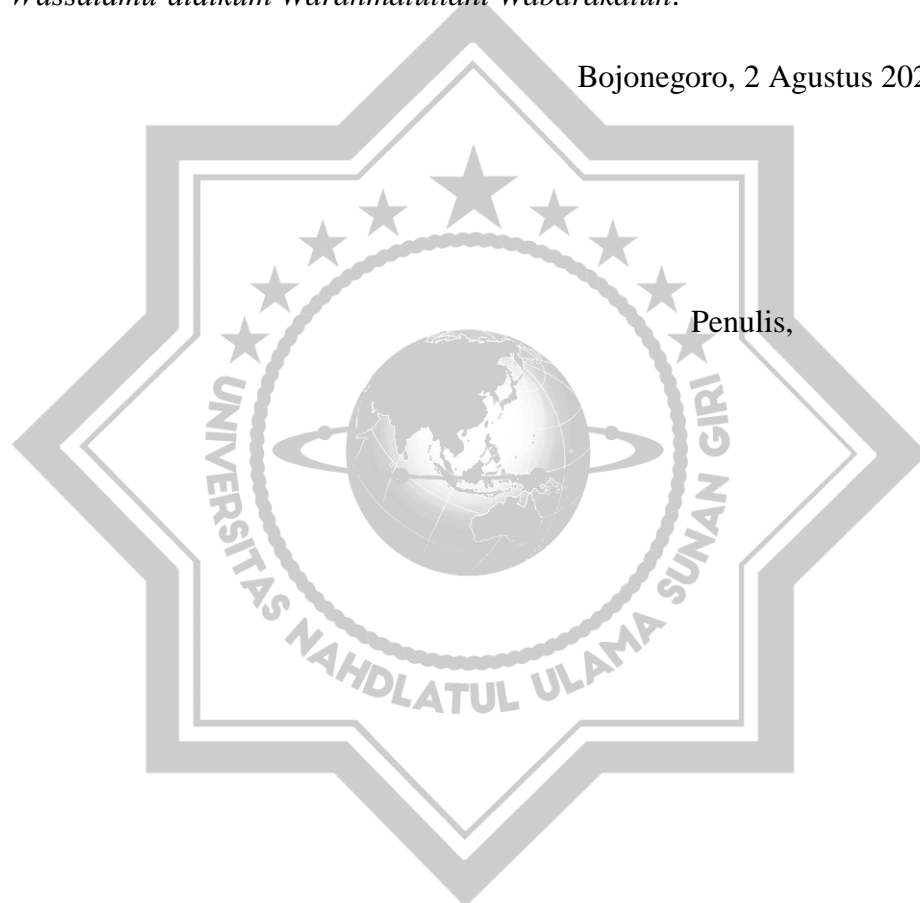 Wassalamu'alaikum Warahmatullahi Wabarakatuh.
Bojonegoro, 2 Agustus 202
Penulis,
UNIVERSITAS NAHDLATUL ULAMA SUNAN GIRI